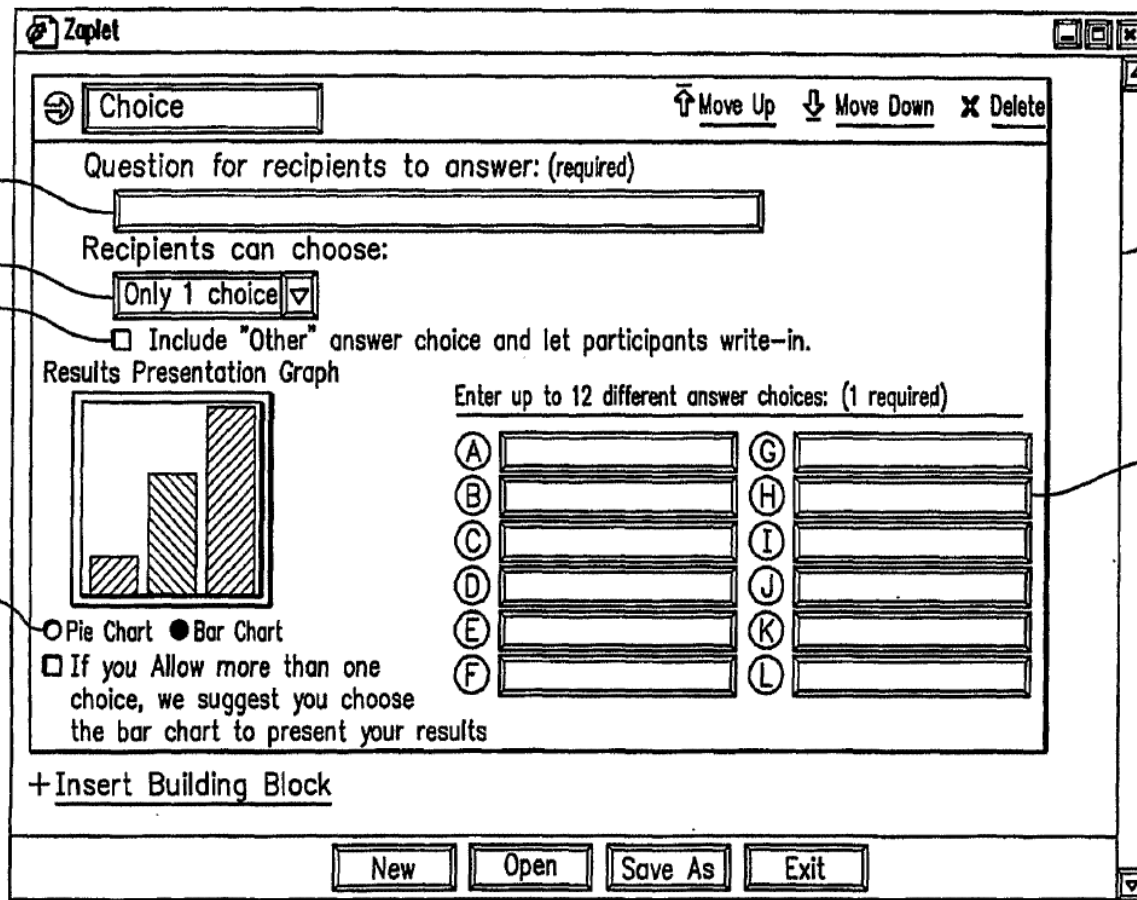 Zaplet
Choice
Move Up Move Down X Delete
Question for recipients to answer: (required)
Recipients can choose:
Only 1 choice
Include "Other" answer choice and let participants write-in.
Results Presentation Graph
Enter up to 12 different answer choices: (1 required)
A G
B H
C I
D J
E K
F L
Pie Chart Bar Chart
If you Allow more than one
choice, we suggest you choose
the bar chart to present your results
+Insert Building Block
New Open Save As Exit